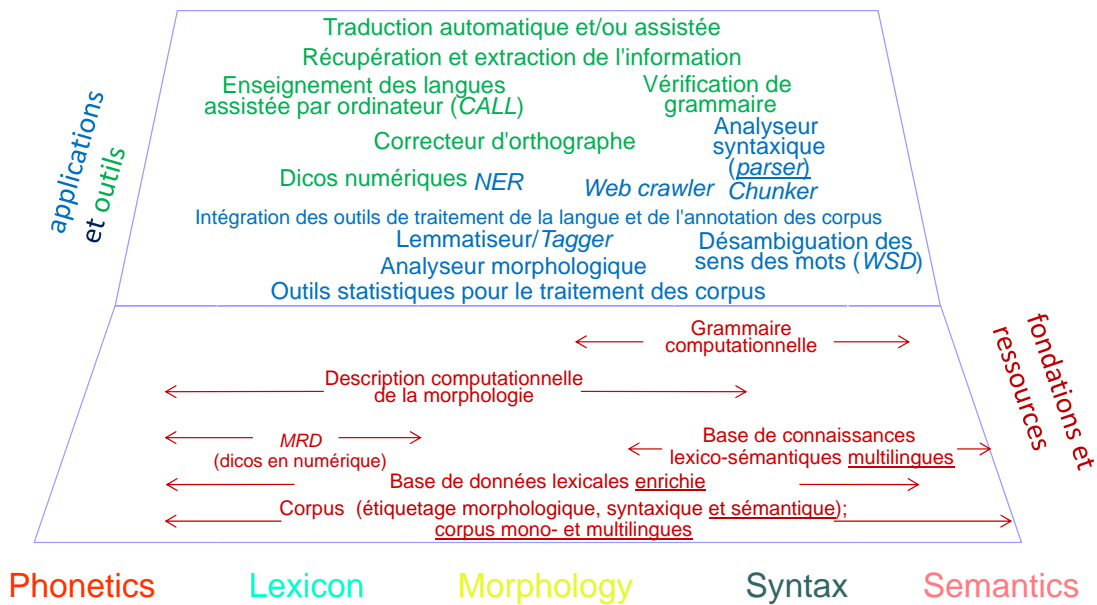 Traduction automatique et/ou assistée
Récupération et extraction de l'information
Enseignement des langues
assistée par ordinateur (CALL)
Vérification de
grammaire
Correcteur d'orthographe
Analyseur
syntaxique
(parser)
Dicos numériques NER
Web crawler
Chunker
Intégration des outils de traitement de la langue et de l'annotation des corpus
Lemmatiseur/Tagger
Désambiguation des
sens des mots (WSD)
Analyseur morphologique
Outils statistiques pour le traitement des corpus
applications
et outils
Grammaire
computationnelle
Description computationnelle
de la morphologie
MRD
(dicos en numérique)
Base de connaissances
lexico-sémantiques multilingues
Base de données lexicales enrichie
Corpus (étiquetage morphologique, syntaxique et sémantique);
corpus mono- et multilingues
fondations et
ressources
Phonetics
Lexicon
Morphology
Syntax
Semantics